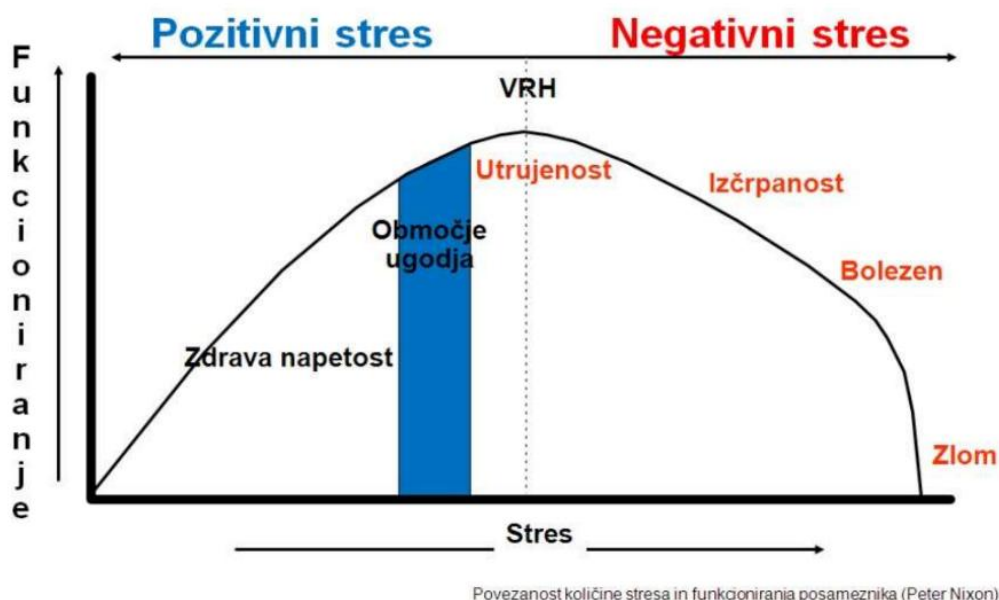 Pozitivni stres
Negativni stres
Funkcioniranje
VRH
Utrujenost
Izčrpanost
Območje
ugodja
Bolezen
Zdrava napetost
Zlom
Stres
Povezanost količine stresa in funkcioniranja posameznika (Peter Nixon)